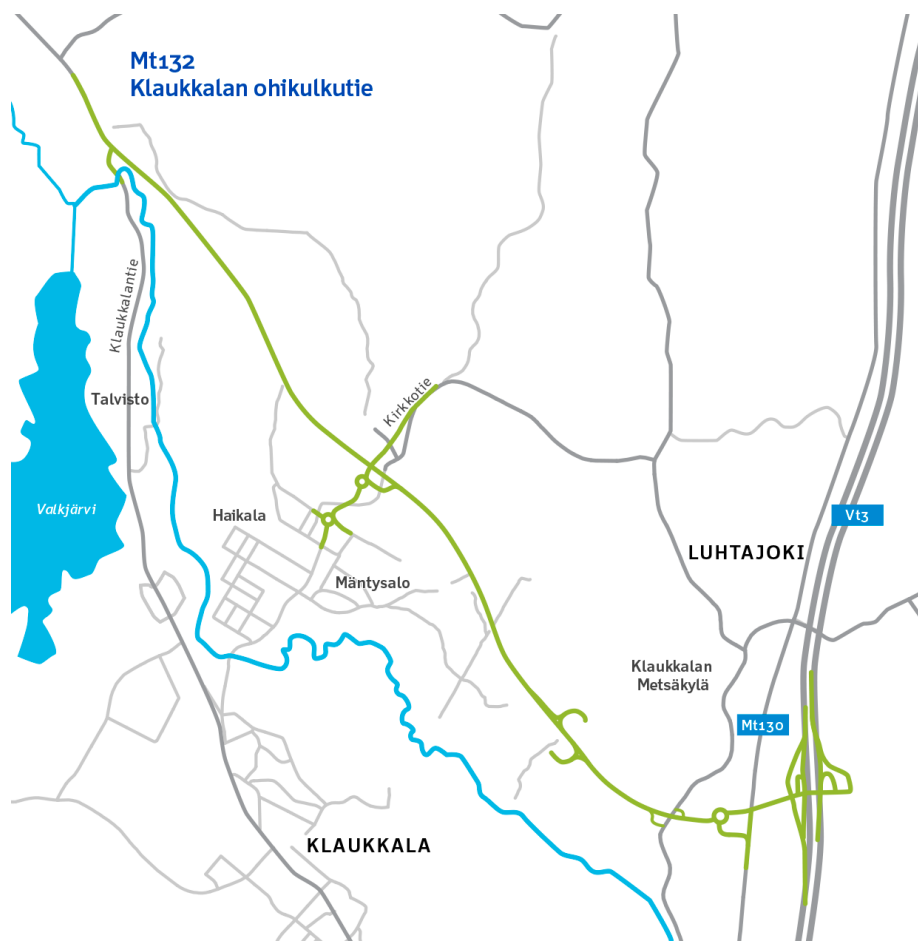 Mt132
Klaukkalan ohikulkutie
Klaukkalantie
Talvisto
Kirkkotie
Valkjärvi
Haikala
Vt3
LUHTAJOKI
Mäntysalo
Klaukkalan
Metsäkylä
Mt130
KLAUKKALA